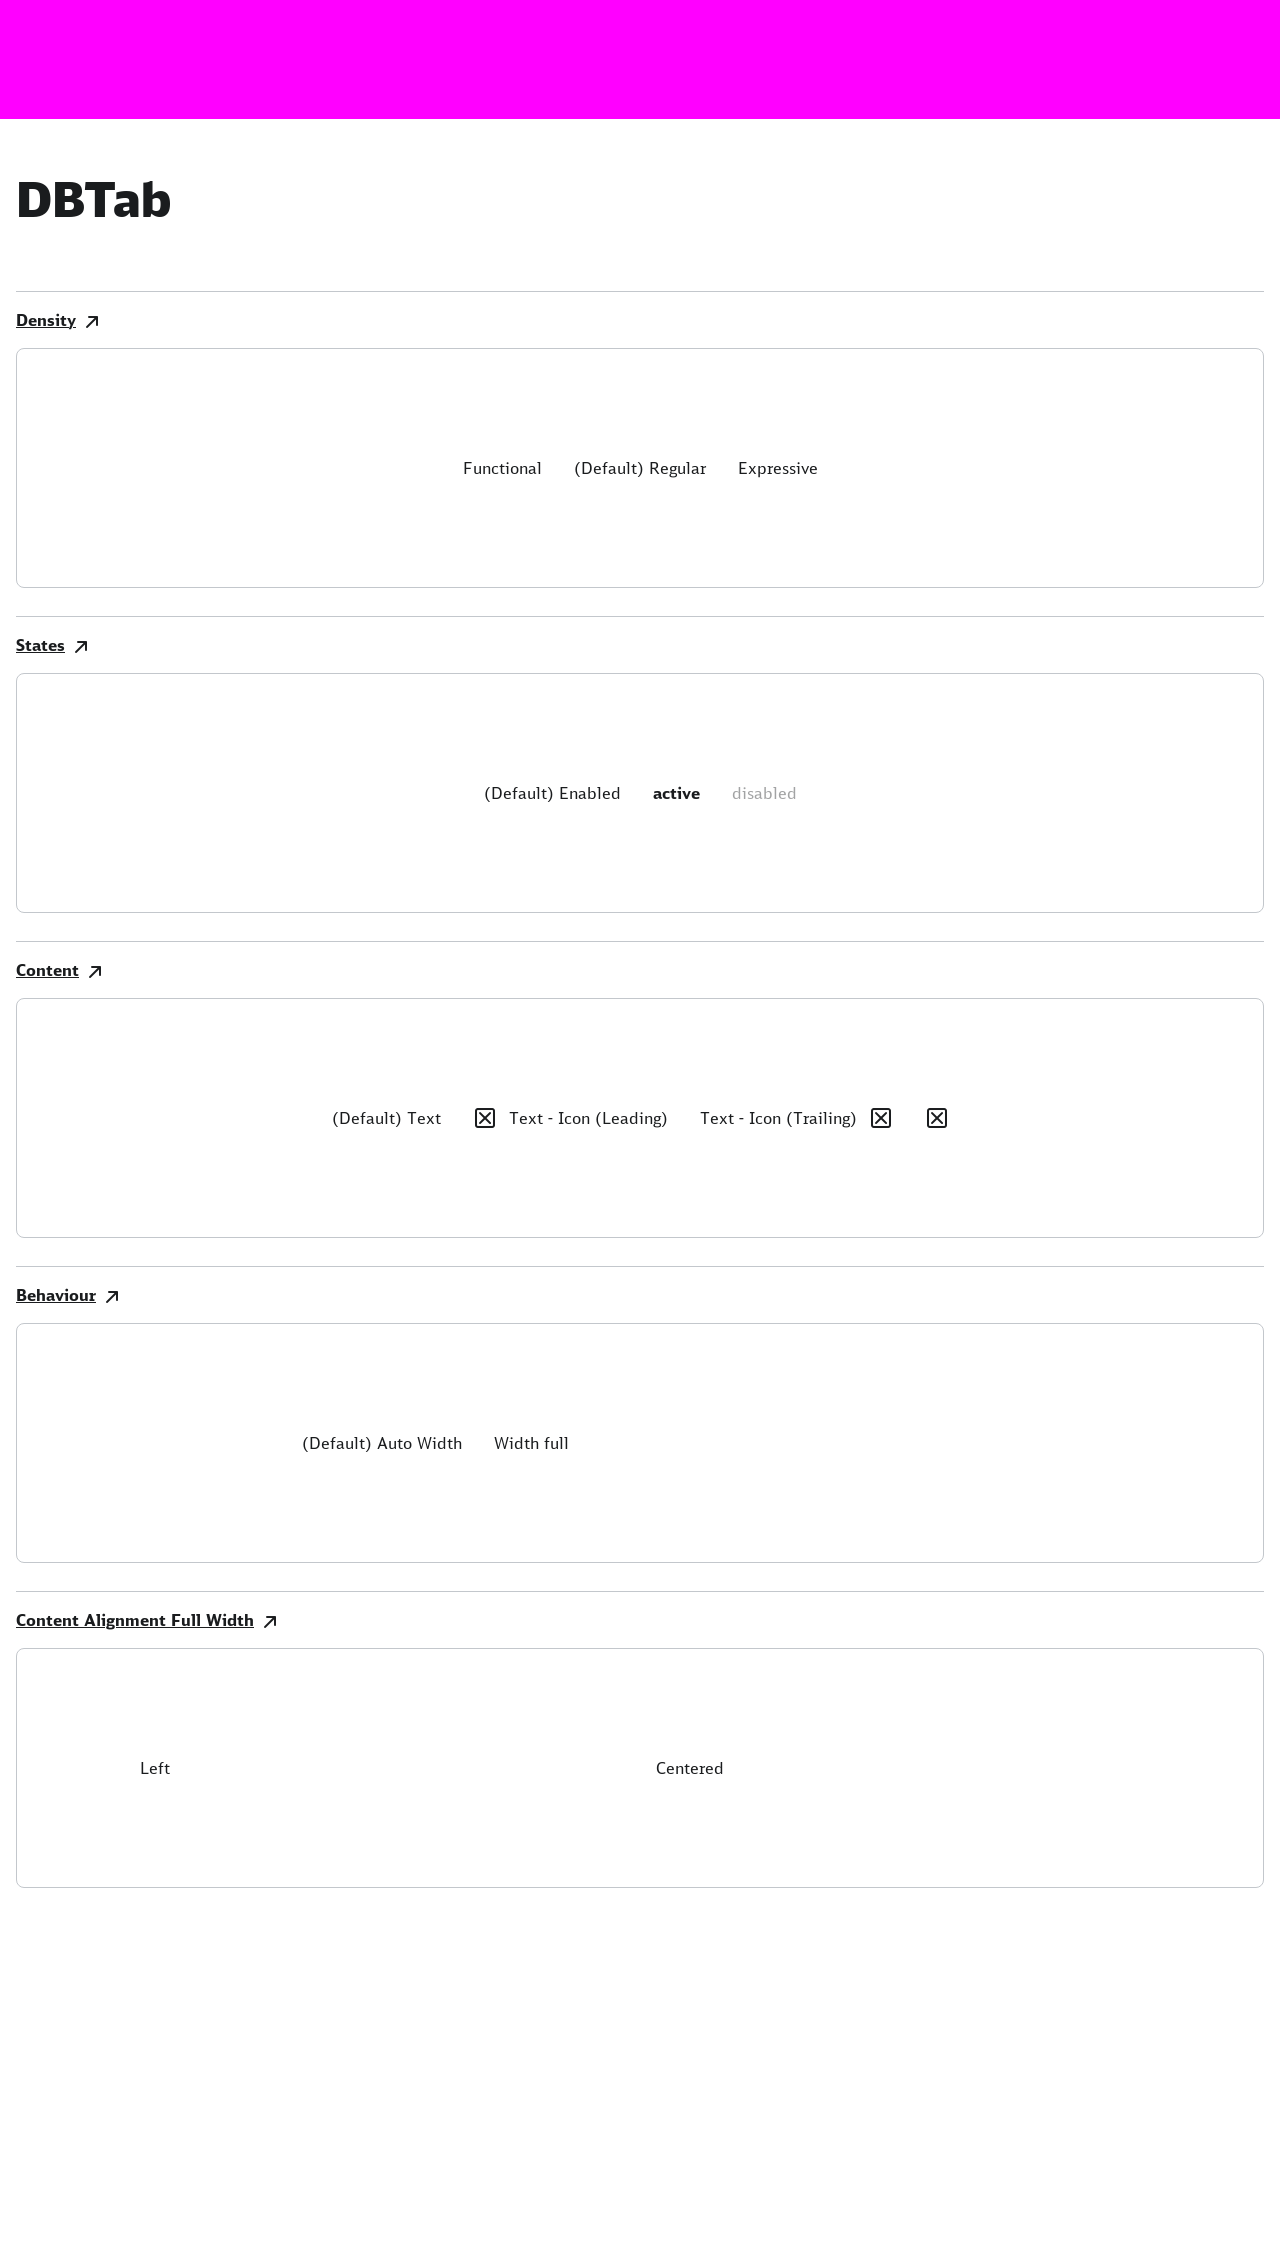 DBTab
Density
Functional (Default) Regular Expressive
States
(Default) Enabled active disabled
Content
(Default) Text Text - Icon (Leading) Text - Icon (Trailing)
Behaviour
(Default) Auto Width Width full
Content Alignment Full Width
Left Centered